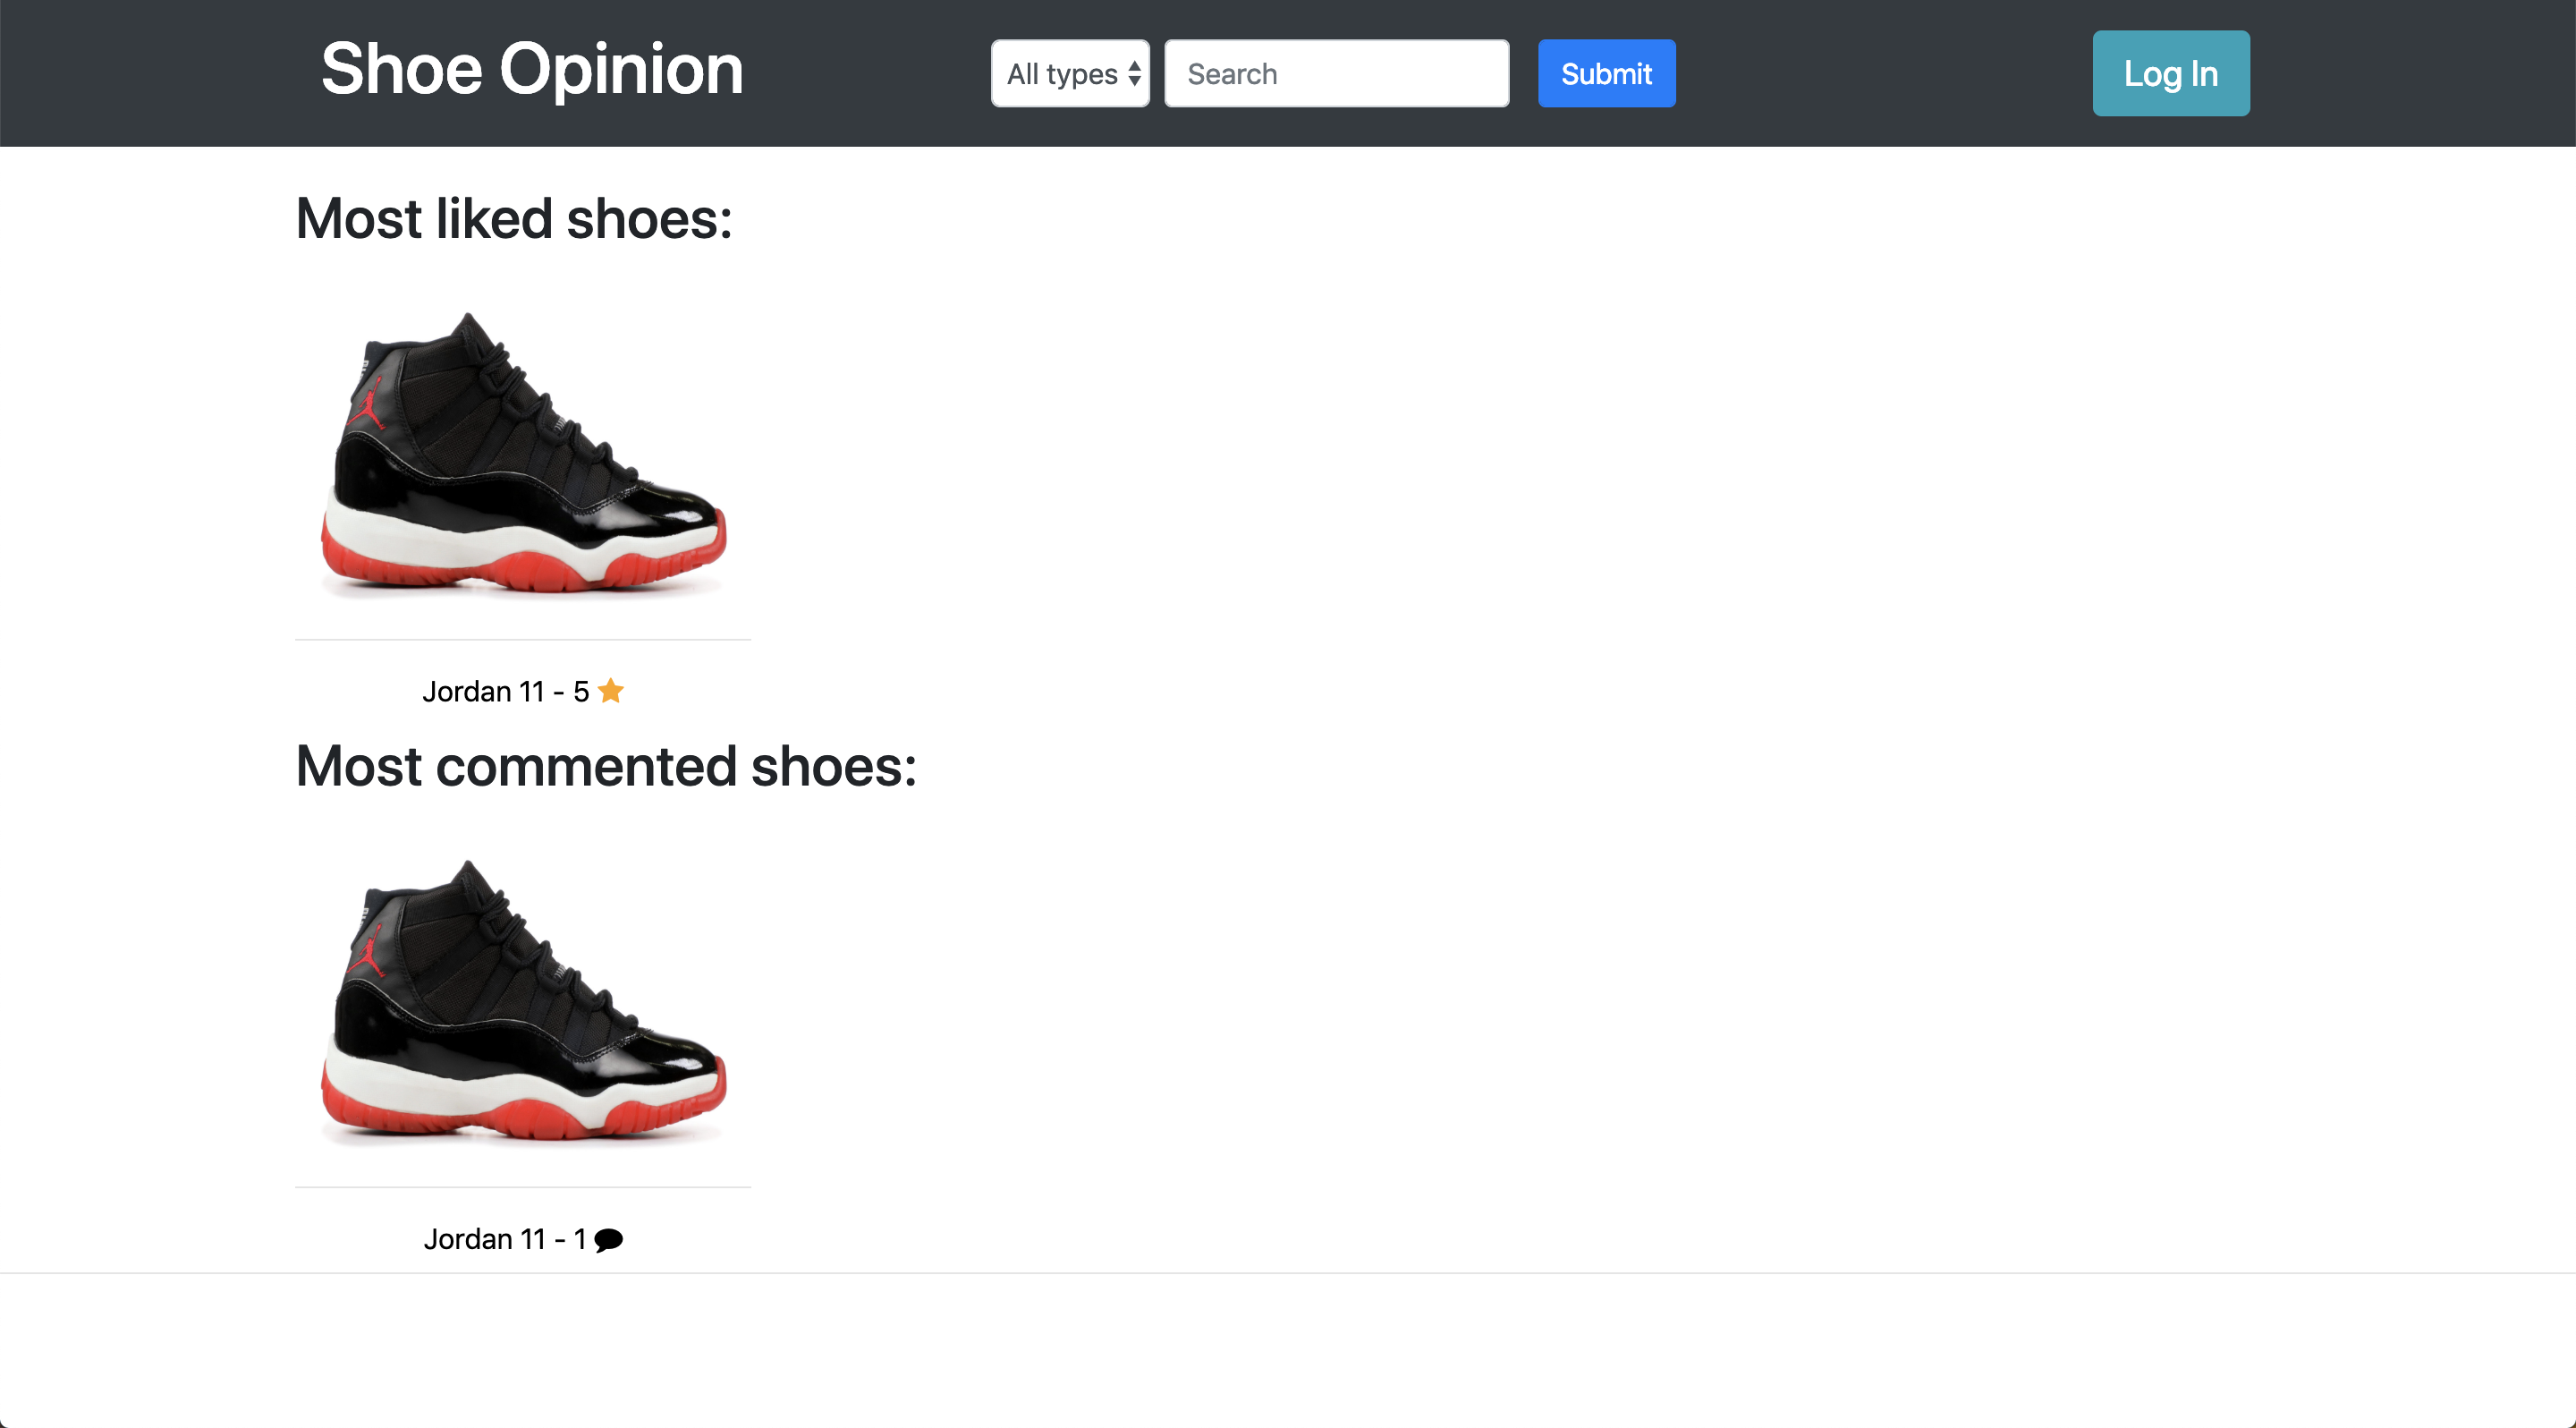 Shoe Opinion
All types
Search
Submit
Log In
Most liked shoes:
Jordan 11 - 5
Most commented shoes:
Jordan 11 - 1